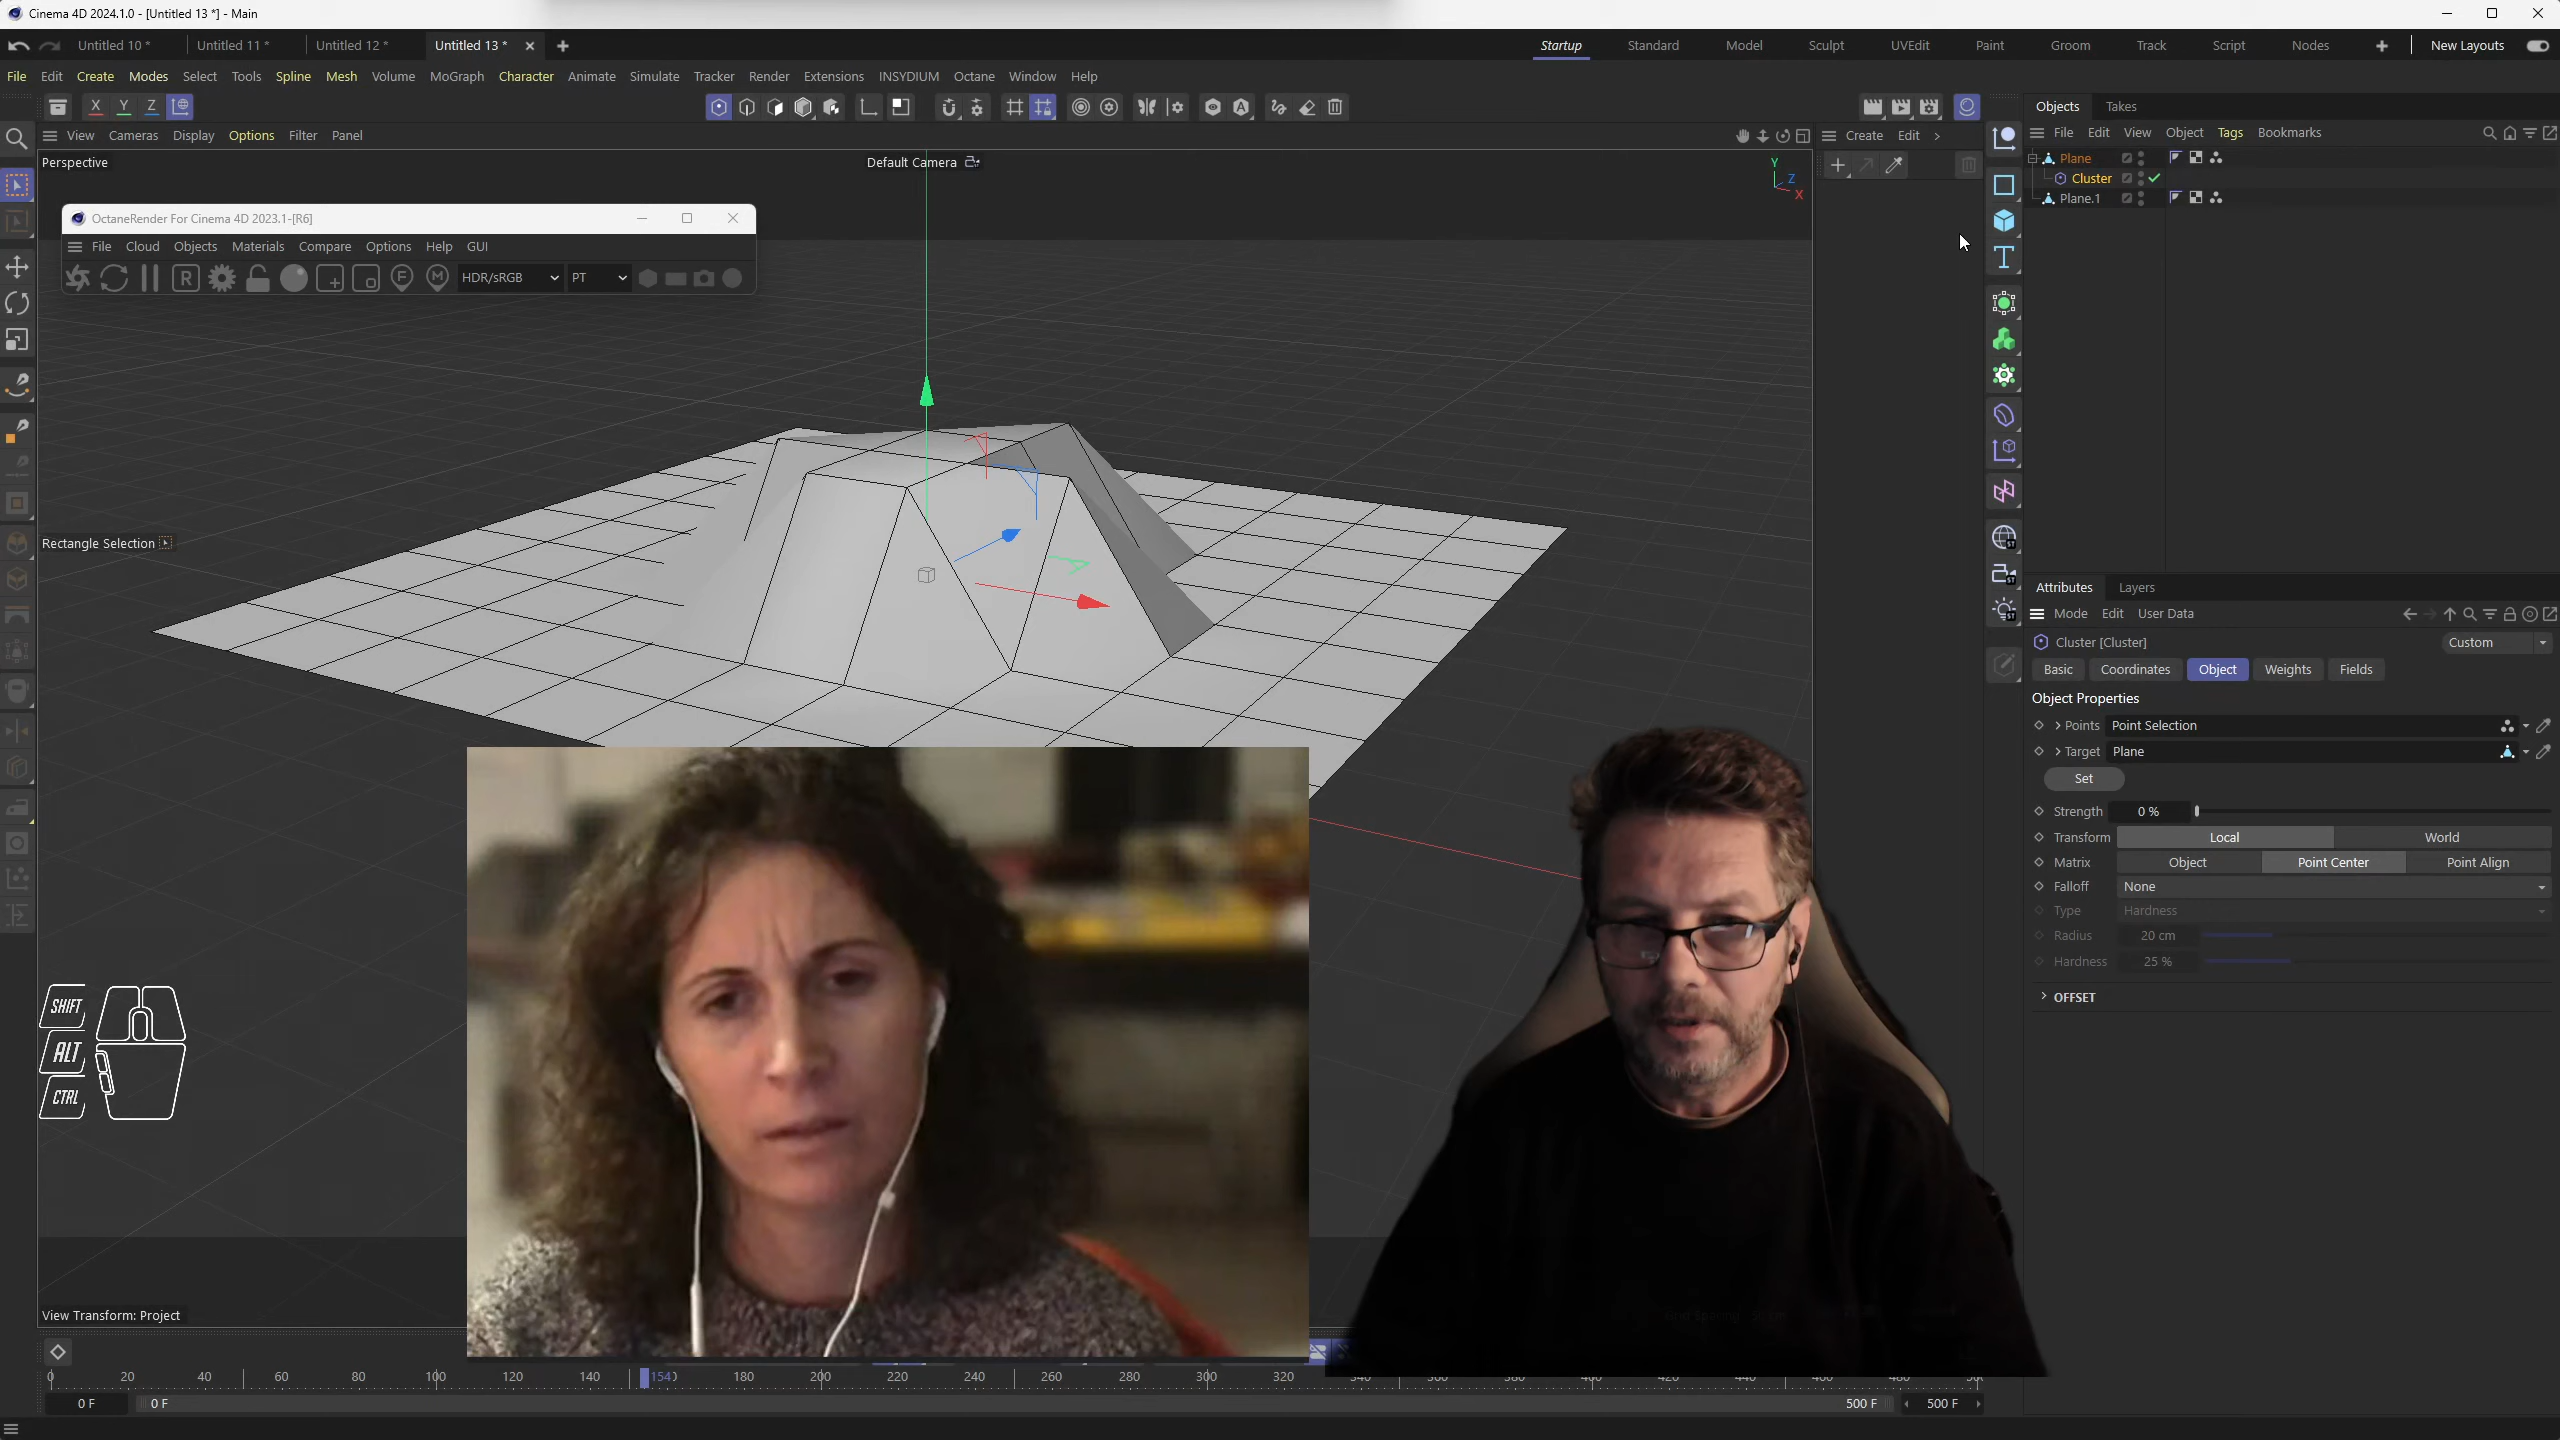 Cinema 4D 2024.1.0 - [Untitled 13 *] - Main
Untitled 10 *
Untitled 11 *
Untitled 12 *
Untitled 13 *
Startup
Standard
Model
Sculpt
UVEdit
Paint
Groom
Track
Script
Nodes
New Layouts
File
Edit
Create
Modes
Select
Tools
Spline
Mesh
Volume
MoGraph
Character
Animate
Simulate
Tracker
Render
Extensions
INSYDIUM
Octane
Window
Help
X
Y
Z
View
Cameras
Display
Options
Filter
Panel
Perspective
Default Camera
Y
Z
X
Create
Edit
OctaneRender For Cinema 4D 2023.1-[R6]
File
Cloud
Objects
Materials
Compare
Options
Help
GUI
R
F
M
HDR/sRGB
PT
Rectangle Selection
SHIFT
ALT
CTRL
View Transform: Project
Objects
Takes
File
Edit
View
Object
Tags
Bookmarks
Plane
Cluster
Plane.1
Attributes
Layers
Mode
Edit
User Data
Cluster [Cluster]
Custom
Basic
Coordinates
Object
Weights
Fields
Object Properties
Points
Point Selection
Target
Plane
Set
Strength
0 %
Transform
Local
World
Matrix
Object
Point Center
Point Align
Falloff
None
Type
Hardness
Radius
20 cm
Hardness
25 %
OFFSET
0
20
40
60
80
100
120
140
154
180
200
220
240
260
280
300
320
0 F
0 F
500 F
500 F